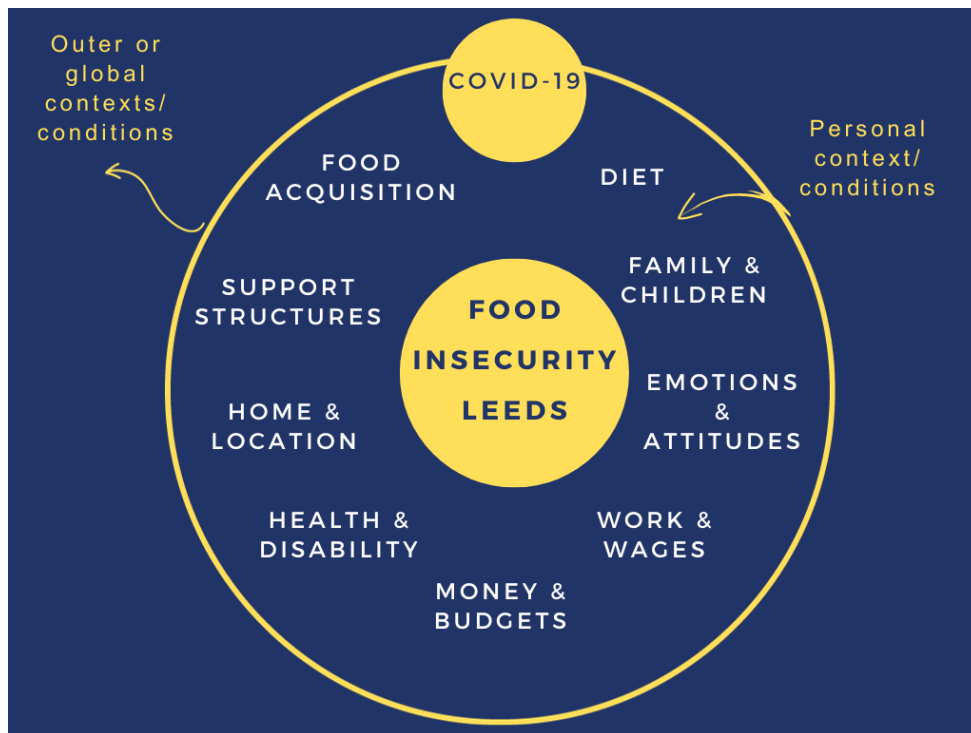 Outer or
global
contexts/
conditions
COVID-19
Personal
context/
conditions
FOOD
ACQUISITION
DIET
FAMILY &
CHILDREN
SUPPORT
STRUCTURES
FOOD
INSECURITY
LEEDS
EMOTIONS
&
ATTITUDES
HOME &
LOCATION
HEALTH &
DISABILITY
WORK &
WAGES
MONEY &
BUDGETS